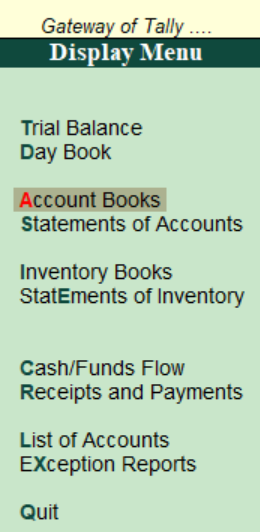 Gateway of Tally ....
Display Menu
Trial Balance
Day Book
Account Books
Statements of Accounts
Inventory Books
StatEments of Inventory
Cash/Funds Flow
Receipts and Payments
List of Accounts
EXception Reports
Quit